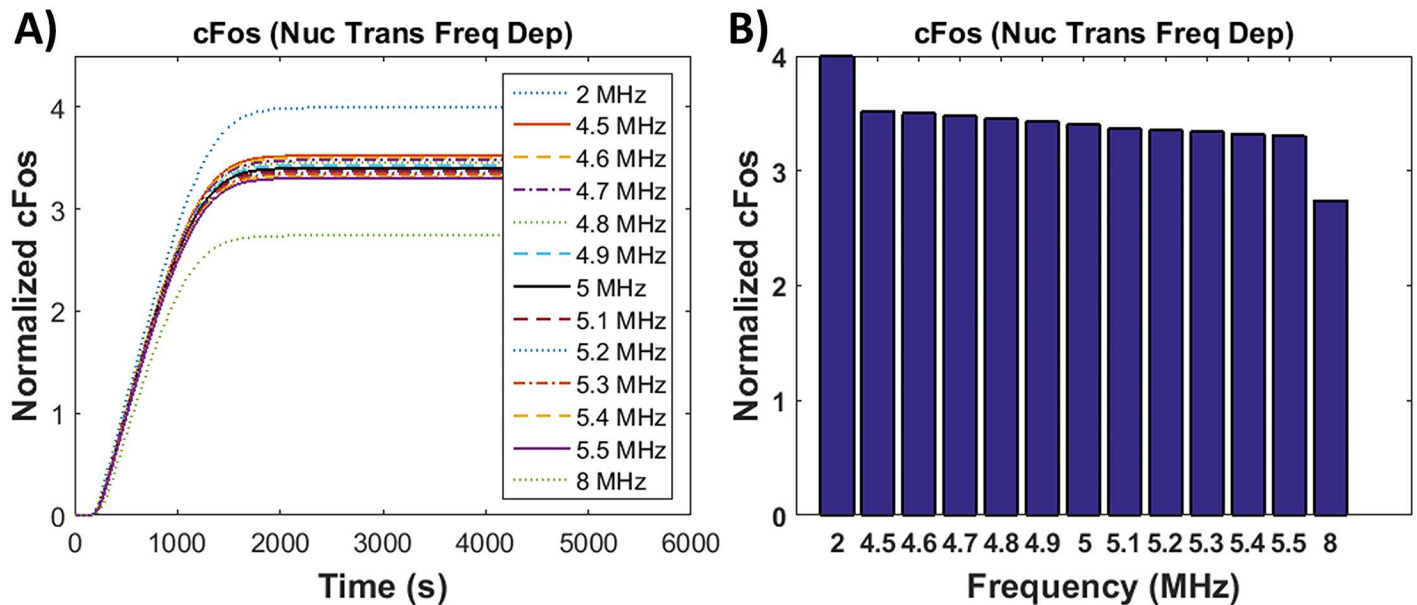 A)
cFos (Nuc Trans Freq Dep)
Normalized cFos
4
3
2
1
0
0 1000 2000 3000 4000 5000 6000
Time (s)
2 MHz
4.5 MHz
4.6 MHz
4.7 MHz
4.8 MHz
4.9 MHz
5 MHz
5.1 MHz
5.2 MHz
5.3 MHz
5.4 MHz
5.5 MHz
8 MHz
B)
cFos (Nuc Trans Freq Dep)
Normalized cFos
4
3
2
1
0
2 4.5 4.6 4.7 4.8 4.9 5 5.1 5.2 5.3 5.4 5.5 8
Frequency (MHz)